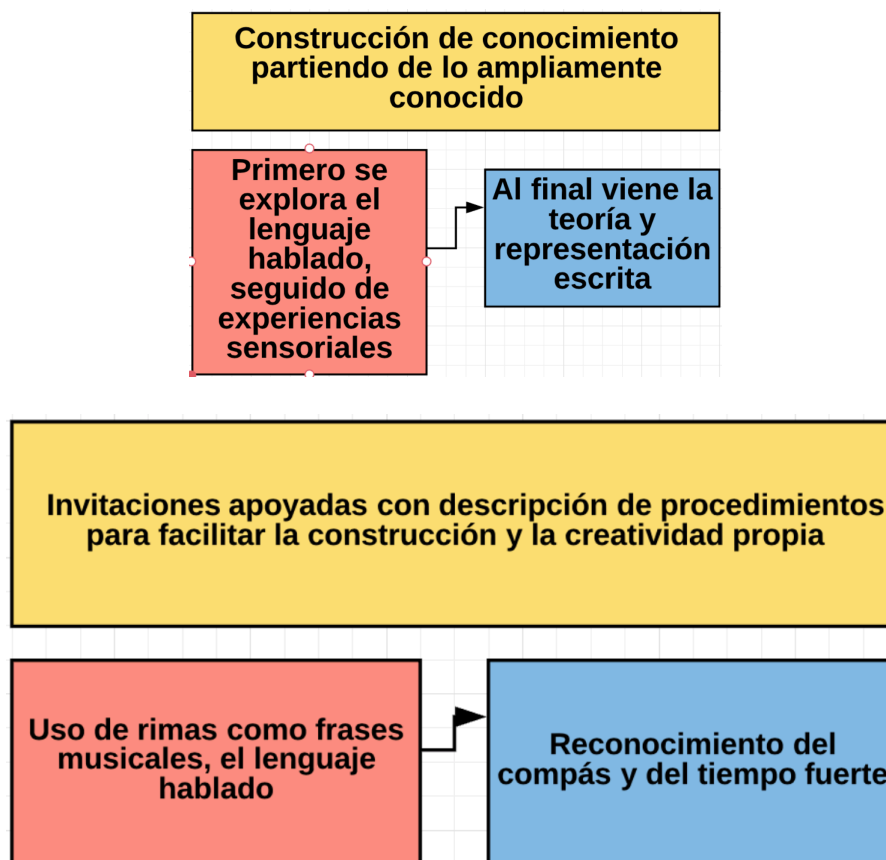 Construcción de conocimiento
partiendo de lo ampliamente
conocido
Primero se
explora el
lenguaje
hablado,
seguido de
experiencias
sensoriales
Al final viene la
teoría y
representación
escrita
Invitaciones apoyadas con descripción de procedimientos
para facilitar la construcción y la creatividad propia
Uso de rimas como frases
musicales, el lenguaje
hablado
Reconocimiento del
compás y del tiempo fuerte